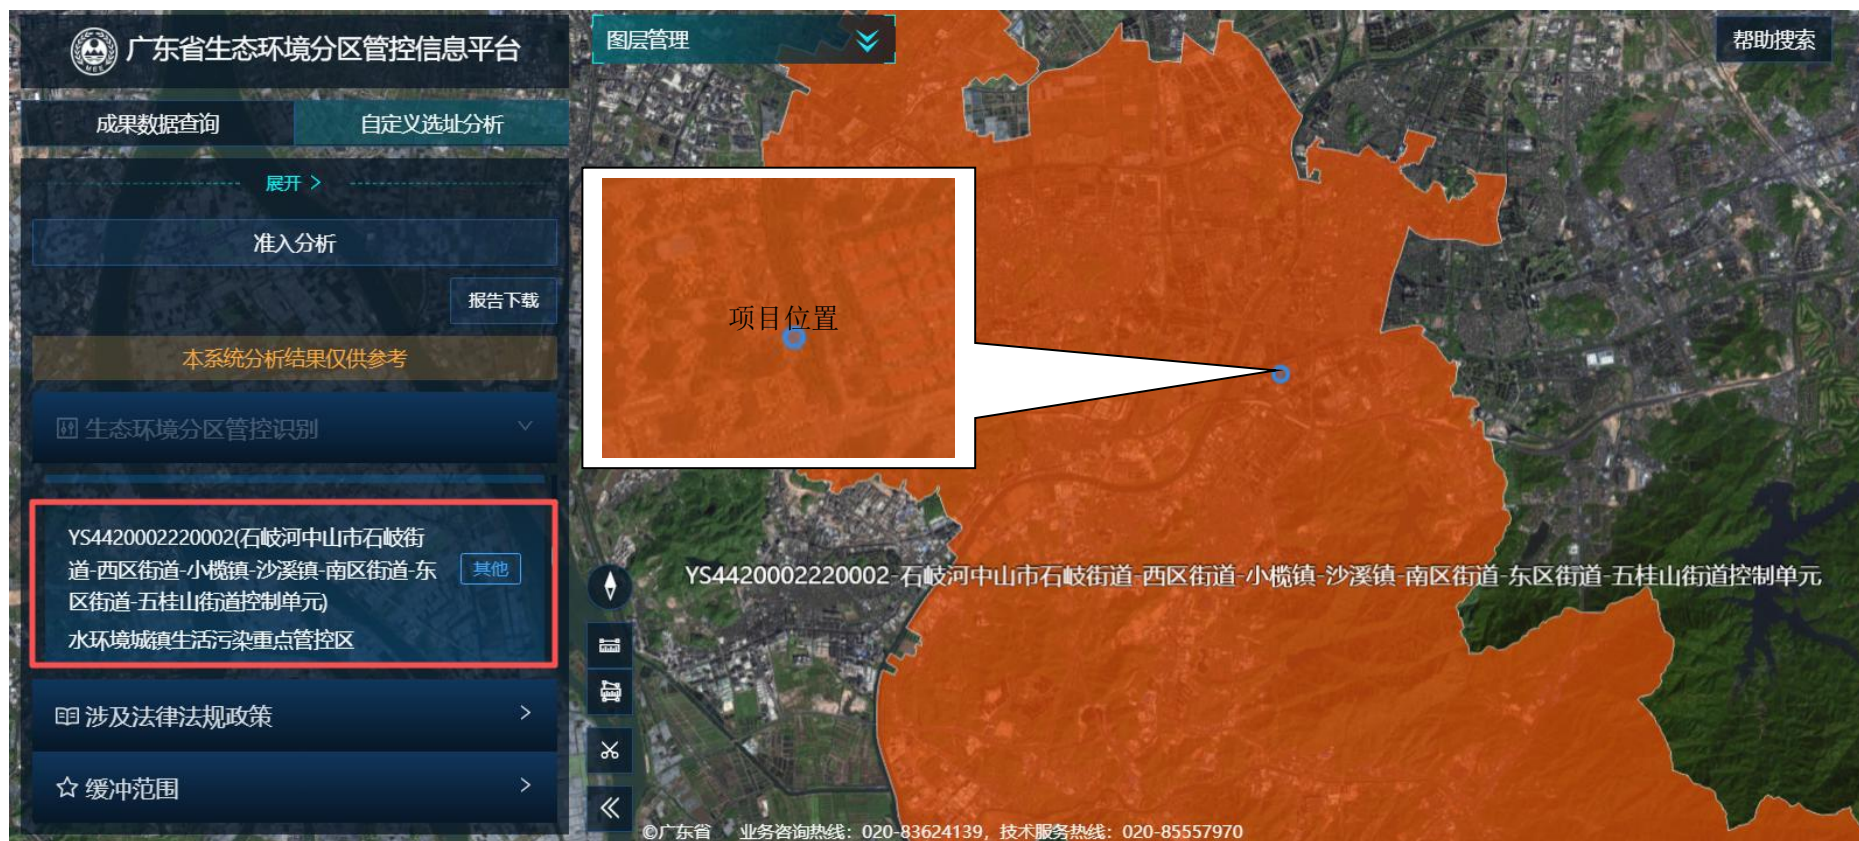 广东省生态环境分区管控信息平台
成果数据查询
自定义选址分析
展开 >
准入分析
报告下载
本系统分析结果仅供参考
生态环境分区管控识别
YS4420002220002(石岐河中山市石岐街
道-西区街道-小榄镇-沙溪镇-南区街道-东
区街道-五桂山街道控制单元)
其他
水环境城镇生活污染重点管控区
涉及法律法规政策
缓冲范围
图层管理
帮助搜索
项目位置
YS4420002220002-石岐河中山市石岐街道-西区街道-小榄镇-沙溪镇-南区街道-东区街道-五桂山街道控制单元
©广东省 业务咨询热线：020-83624139，技术服务热线：020-85557970